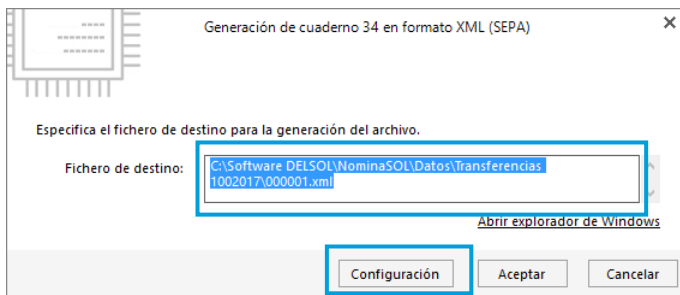 Generación de cuaderno 34 en formato XML (SEPA)
Especifica el fichero de destino para la generación del archivo.
Fichero de destino:
C:\Software DELSOL\NominaSOL\Datos\Transferencias
1002017\000001.xml
Abrir explorador de Windows
Configuración
Aceptar
Cancelar